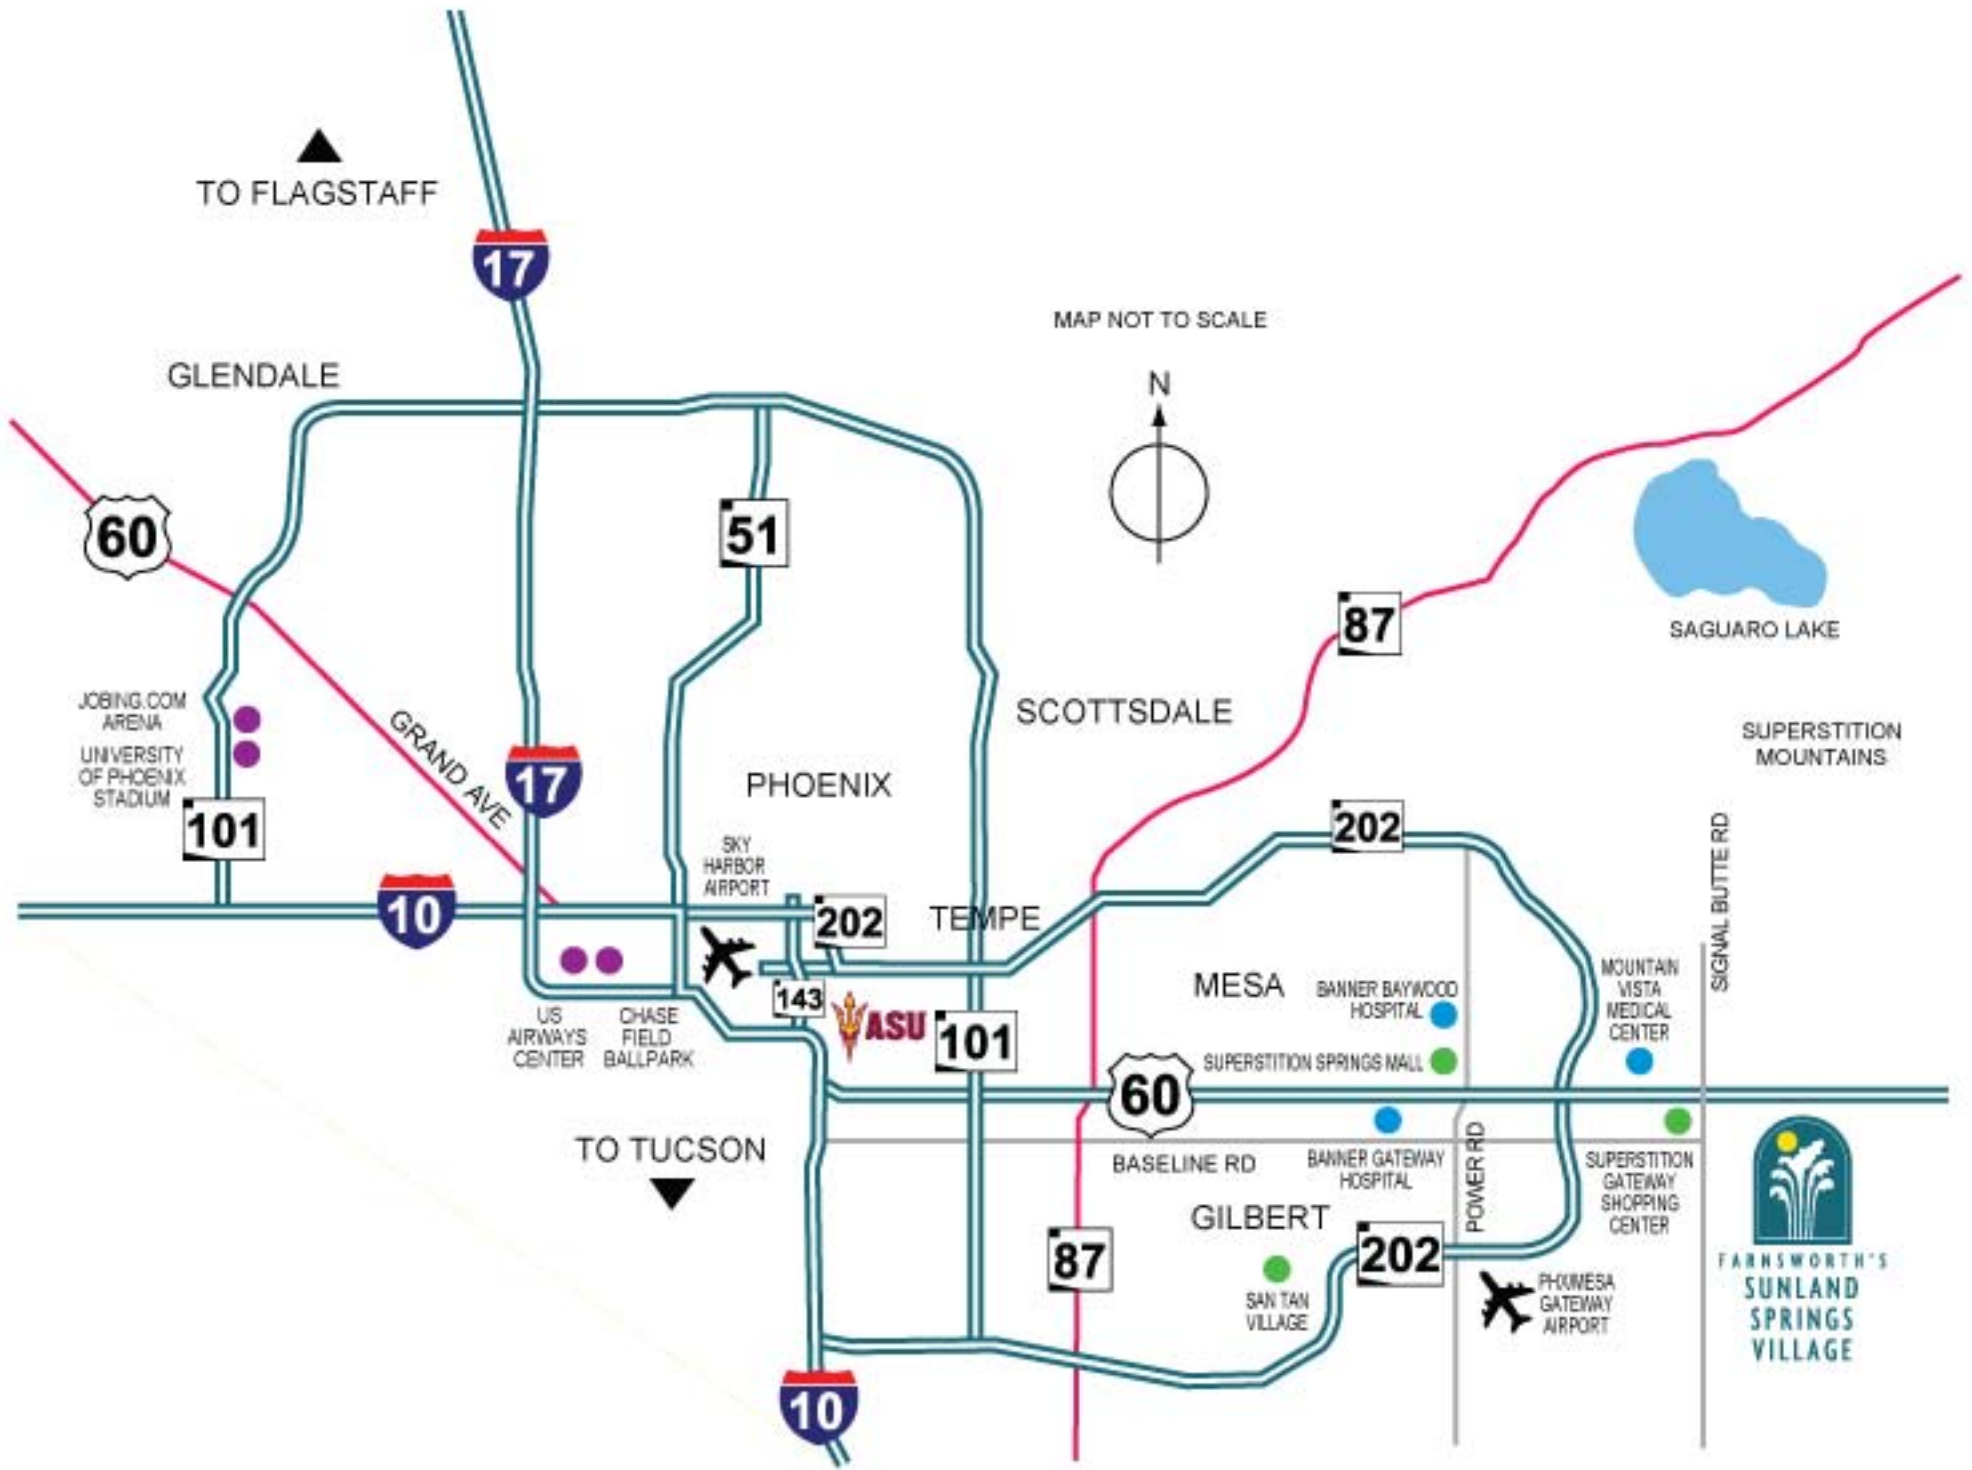 TO FLAGSTAFF
17
MAP NOT TO SCALE
N
GLENDALE
60
51
87
SAGUARO LAKE
SCOTTSDALE
SUPERSTITION
MOUNTAINS
JOBING.COM
ARENA
UNIVERSITY
OF PHOENIX
STADIUM
GRAND AVE
17
PHOENIX
101
202
SIGNAL BUTTE RD
SKY
HARBOR
AIRPORT
10
202
TEMPE
MESA
BANNER BAYWOOD
HOSPITAL
MOUNTAIN
VISTA
MEDICAL
CENTER
143
ASU
101
US
AIRWAYS
CENTER
CHASE
FIELD
BALLPARK
SUPERSTITION SPRINGS MALL
60
TO TUCSON
BASELINE RD
BANNER GATEWAY
HOSPITAL
POWER RD
SUPERSTITION
GATEWAY
SHOPPING
CENTER
GILBERT
87
202
SAN TAN
VILLAGE
PHX/MESA
GATEWAY
AIRPORT
FARNSWORTH'S
SUNLAND
SPRINGS
VILLAGE
10